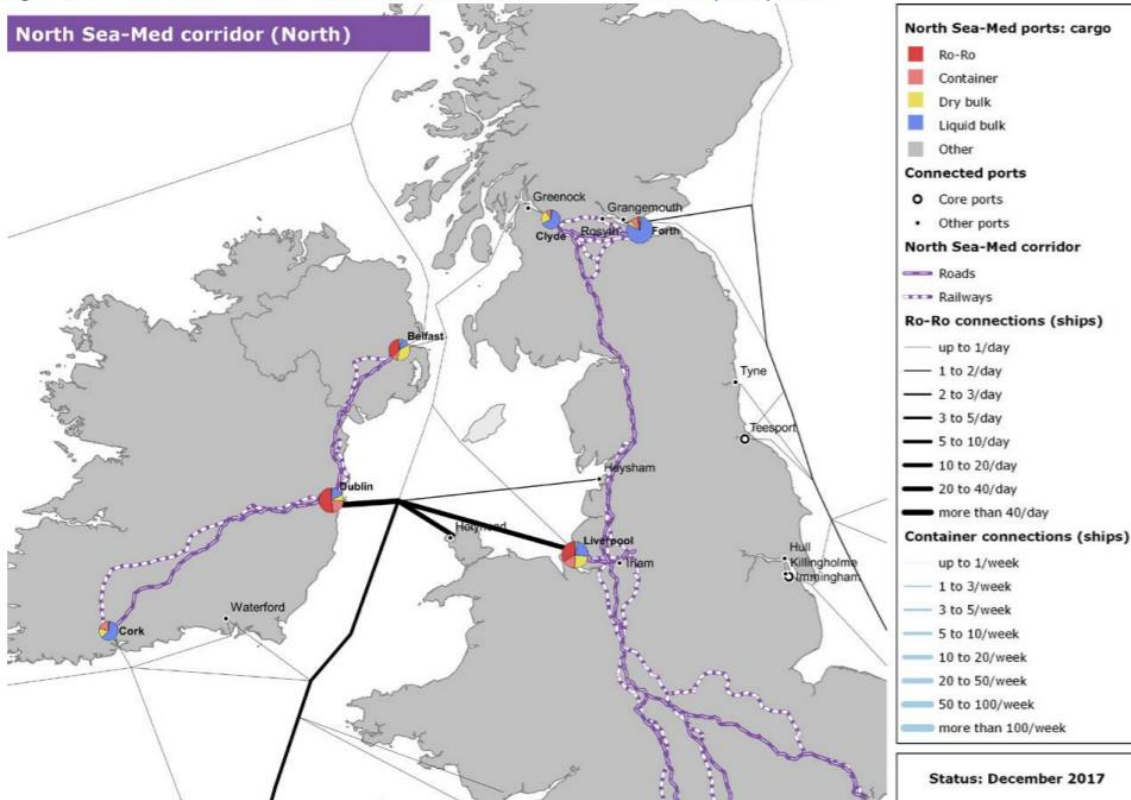 North Sea-Med corridor (North)
Greenock
Grangemouth
Clyde
Rosyth
Forth
Belfast
Tyne
Teesport
Dublin
Heysham
Holyhead
Liverpool
Irlam
Hull
Killingholme
Immingham
Waterford
Cork
North Sea-Med ports: cargo
Ro-Ro
Container
Dry bulk
Liquid bulk
Other
Connected ports
Core ports
Other ports
North Sea-Med corridor
Roads
Railways
Ro-Ro connections (ships)
up to 1/day
1 to 2/day
2 to 3/day
3 to 5/day
5 to 10/day
10 to 20/day
20 to 40/day
more than 40/day
Container connections (ships)
up to 1/week
1 to 3/week
3 to 5/week
5 to 10/week
10 to 20/week
20 to 50/week
50 to 100/week
more than 100/week
Status: December 2017